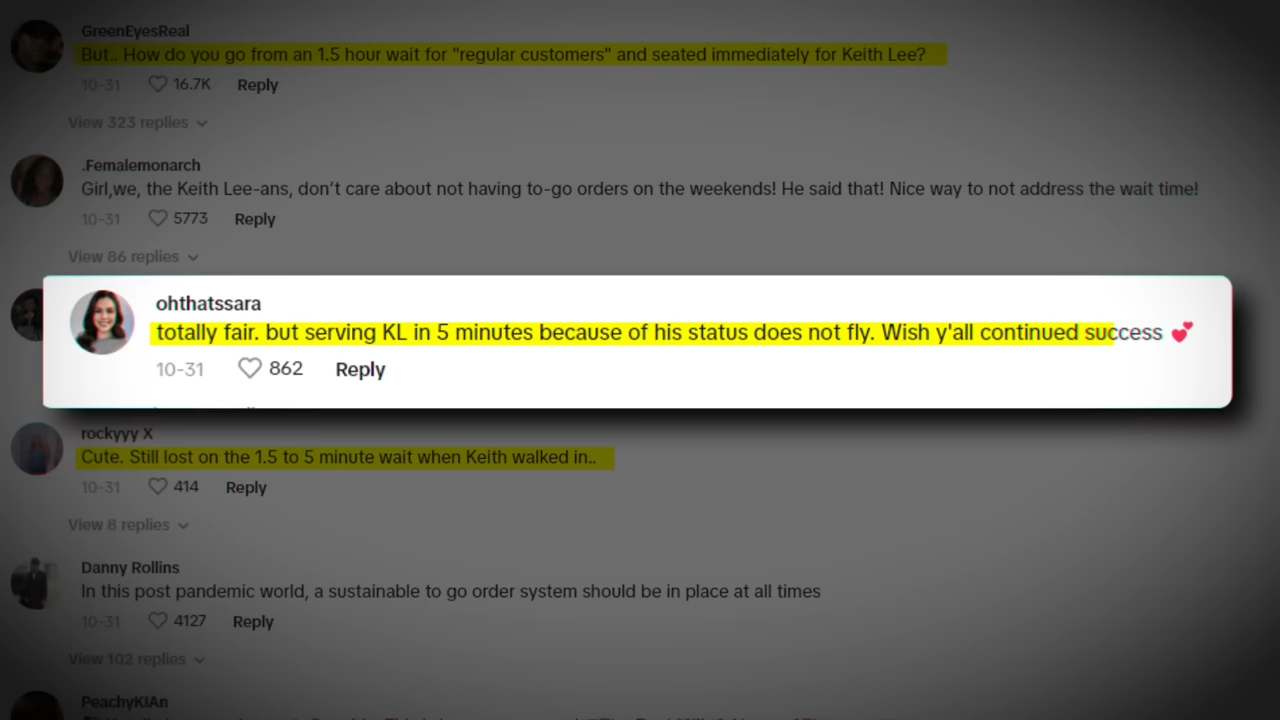 GreenEyesReal
But.. How do you go from an 1.5 hour wait for "regular customers" and seated immediately for Keith Lee?
10-31 16.7K Reply
View 323 replies
.Femalemonarch
Girl,we, the Keith Lee-ans, don’t care about not having to-go orders on the weekends! He said that! Nice way to not address the wait time!
10-31 5773 Reply
View 86 replies
ohthatssara
totally fair. but serving KL in 5 minutes because of his status does not fly. Wish y'all continued success 💕
10-31 862 Reply
rockyyy X
Cute. Still lost on the 1.5 to 5 minute wait when Keith walked in..
10-31 414 Reply
View 8 replies
Danny Rollins
In this post pandemic world, a sustainable to go order system should be in place at all times
10-31 4127 Reply
View 102 replies
PeachyKIAn